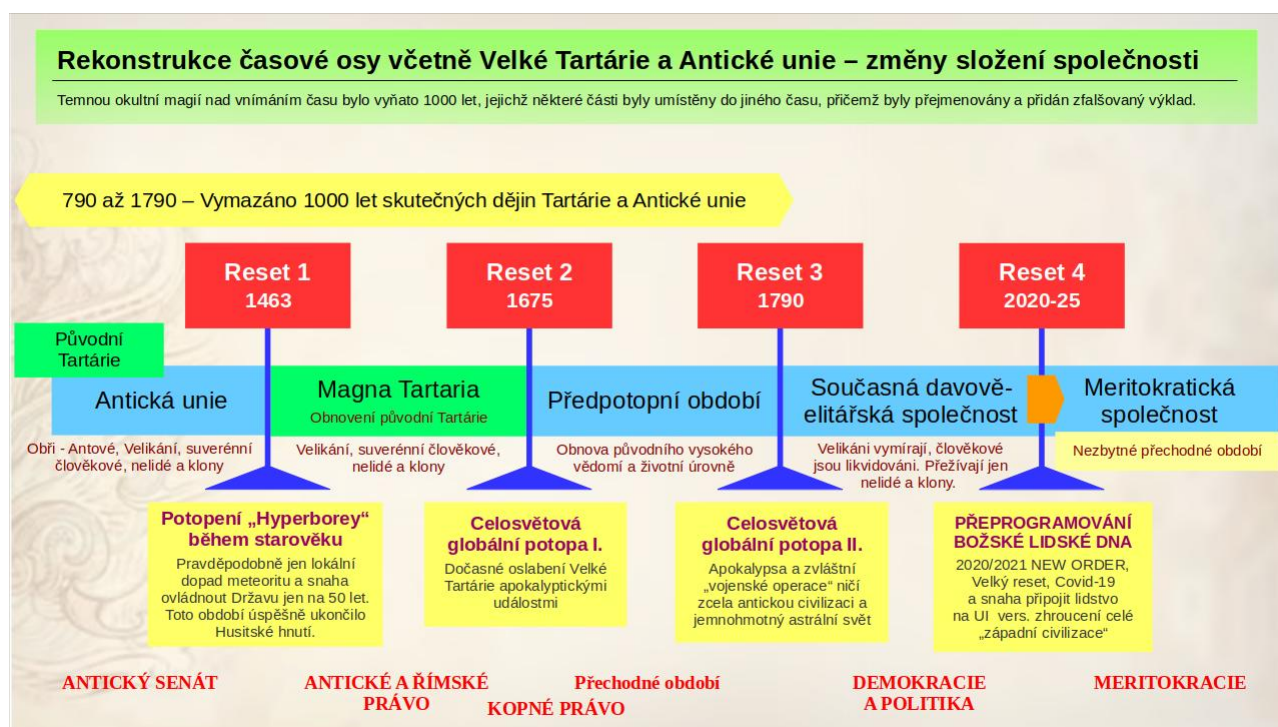 Rekonstrukce časové osy včetně Velké Tartárie a Antické unie – změny složení společnosti
Temnou okultní magií nad vnímáním času bylo vyňato 1000 let, jejichž některé části byly umístěny do jiného času, přičemž byly přejmenovány a přidán zfalšovaný výklad.
790 až 1790 – Vymazáno 1000 let skutečných dějin Tartárie a Antické unie
Reset 1
1463
Reset 2
1675
Reset 3
1790
Reset 4
2020-25
Původní
Tartárie
Antická unie
Magna Tartaria
Obnovení původní Tartárie
Předpotopní období
Současná davově-
elitářská společnost
Meritokratická
společnost
Obři - Antové, Velikání, suverénní
člověkové, nelidé a klony
Velikání, suverénní člověkové,
nelidé a klony
Obnova původního vysokého
vědomí a životní úrovně
Velikáni vymírají, člověkové
jsou likvidováni. Přežívají jen
nelidé a klony.
Nezbytné přechodné období
Potopení „Hyperborey“
během starověku
Pravděpodobně jen lokální
dopad meteoritu a snaha
ovládnout Državu jen na 50 let.
Toto období úspěšně ukončilo
Husitské hnutí.
Celosvětová
globální potopa I.
Dočasné oslabení Velké
Tartárie apokalyptickými
událostmi
Celosvětová
globální potopa II.
Apokalypsa a zvláštní
„vojenské operace“ ničí
zcela antickou civilizaci a
jemnohmotný astrální svět
PŘEPROGRAMOVÁNÍ
BOŽSKÉ LIDSKÉ DNA
2020/2021 NEW ORDER,
Velký reset, Covid-19
a snaha připojit lidstvo
na UI vers. zhroucení celé
„západní civilizace“
ANTICKÝ SENÁT
ANTICKÉ A ŘÍMSKÉ
PRÁVO
KOPNÉ PRÁVO
Přechodné období
DEMOKRACIE
A POLITIKA
MERITOKRACIE